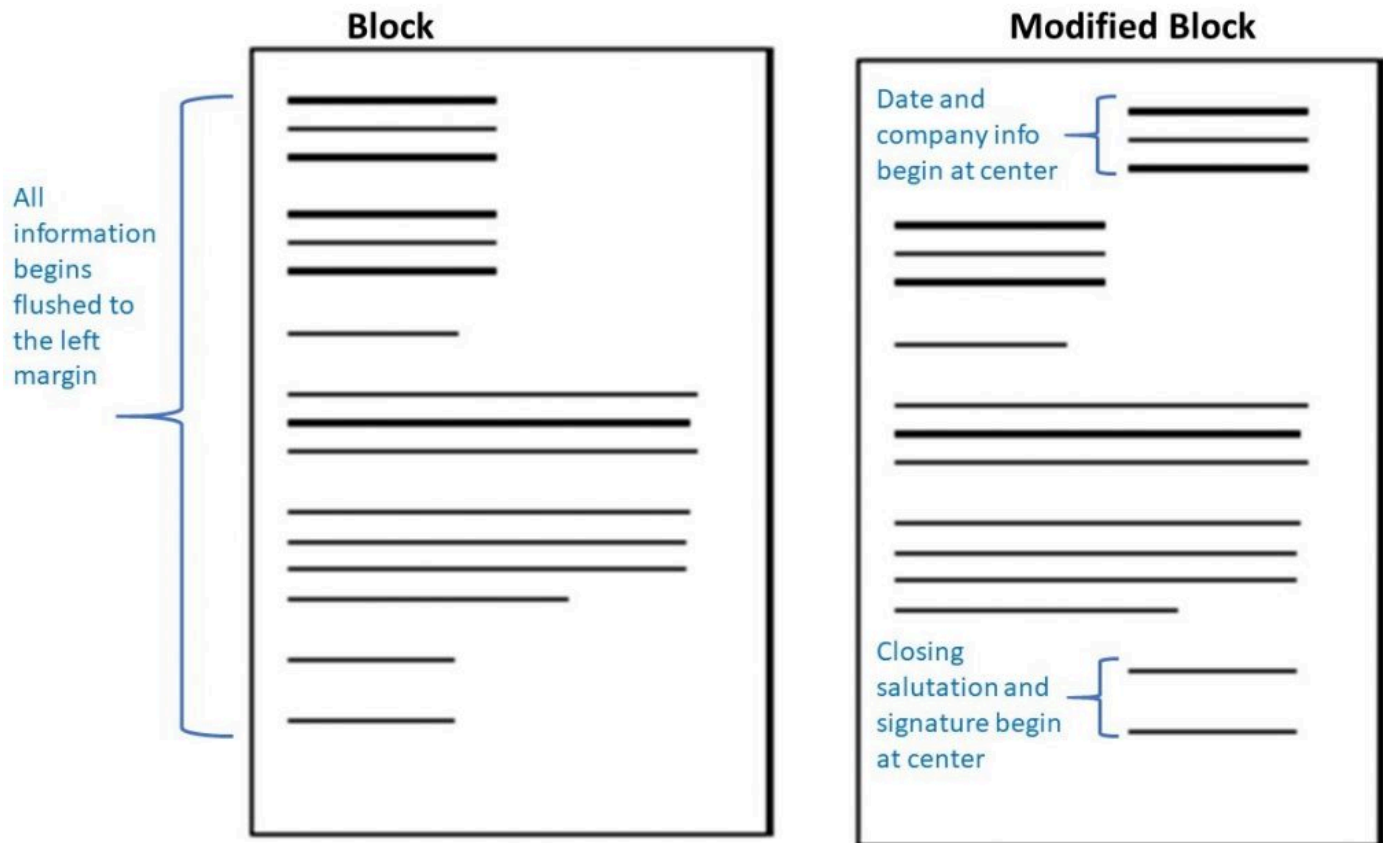 Block
All
information
begins
flushed to
the left
margin
Modified Block
Date and
company info
begin at center
Closing
salutation and
signature begin
at center